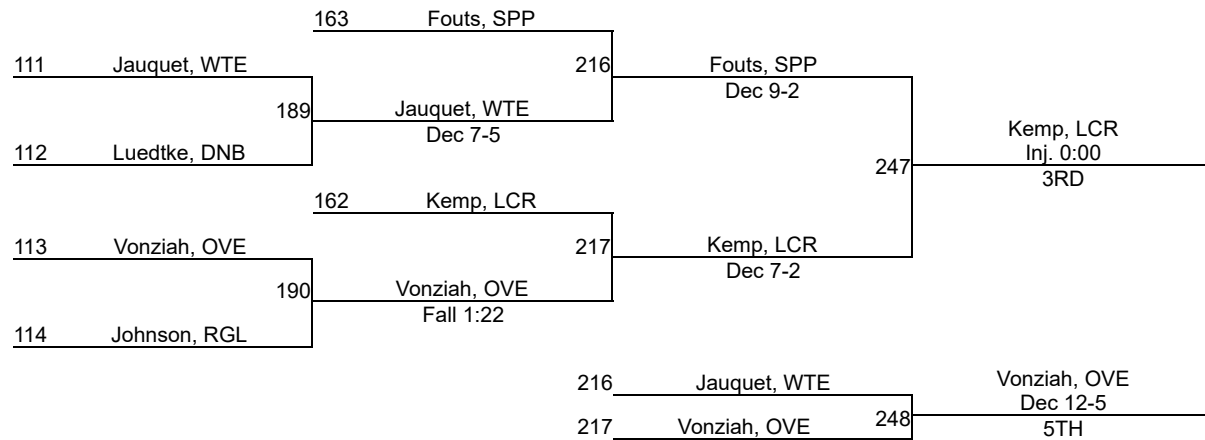 163 Fouts, SPP
111 Jauquet, WTE
216 Fouts, SPP
Dec 9-2
189 Jauquet, WTE
Dec 7-5
Kemp, LCR
Inj. 0:00
3RD
112 Luedtke, DNB
247
162 Kemp, LCR
113 Vonziah, OVE
217 Kemp, LCR
Dec 7-2
190 Vonziah, OVE
Fall 1:22
114 Johnson, RGL
216 Jauquet, WTE
Vonziah, OVE
Dec 12-5
5TH
248
217 Vonziah, OVE